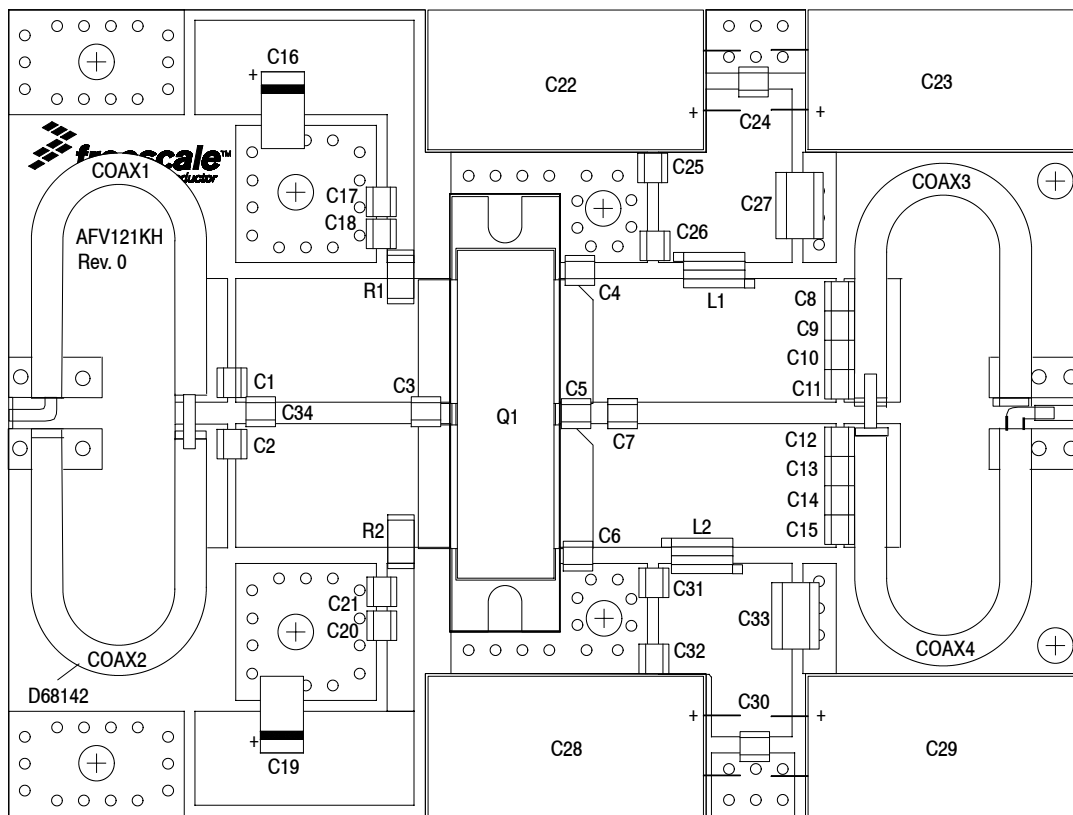 C16
+
C22
C24
+
+
C23
freescale™
COAX1
C17
C18
C25
C26
C27
COAX3
AFV121KH
Rev. 0
R1
C4
L1
C8
C9
C10
C11
C1
C34
C3
Q1
C5
C7
C2
C12
C13
C14
C15
R2
C6
L2
C21
C20
C31
C32
C33
COAX2
COAX4
D68142
C19
+
C28
C30
+
+
C29